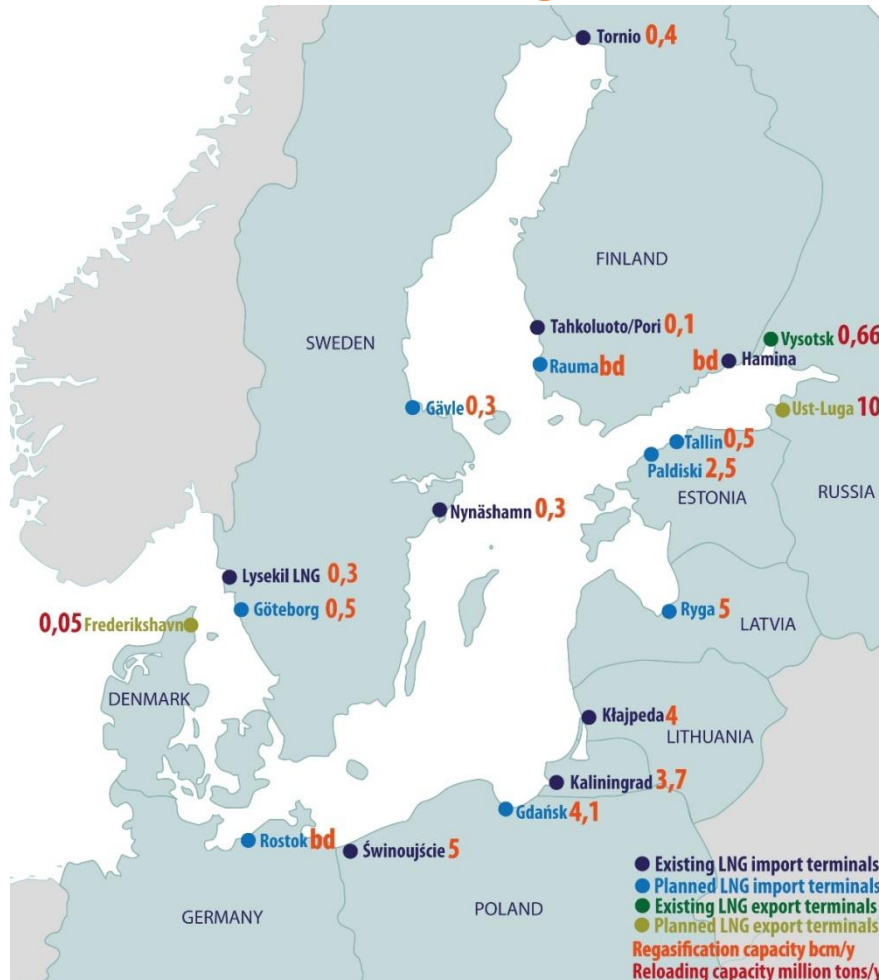 Tornio 0,4
FINLAND
Tahkoluoto/Pori 0,1
SWEDEN
Vysotsk 0,66
bd Hamina
Rauma bd
Gävle 0,3
Ust-Luga 10
Tallin 0,5
Paldiski 2,5
ESTONIA
RUSSIA
Nynäshamn 0,3
Lysekil LNG 0,3
Göteborg 0,5
0,05 Frederikshavn
Ryga 5
LATVIA
DENMARK
Kłajpeda 4
LITHUANIA
Kaliningrad 3,7
Gdańsk 4,1
Rostok bd
Świnoujście 5
POLAND
GERMANY
Existing LNG import terminals
Planned LNG import terminals
Existing LNG export terminals
Planned LNG export terminals
Regasification capacity bcm/y
Reloading capacity million tons/y